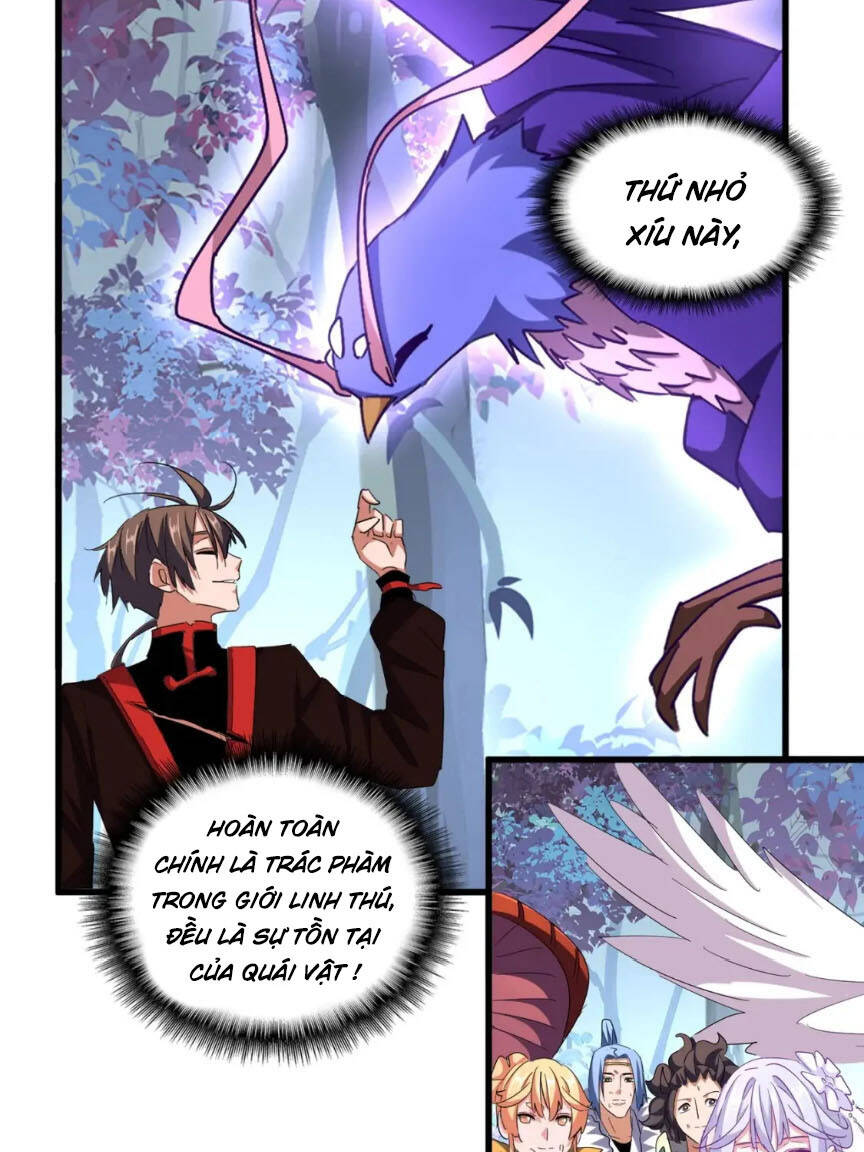 THỨ NHỎ
XÍU NÀY,
HOÀN TOÀN
CHÍNH LÀ TRÁC PHÀM
TRONG GIỚI LINH THÚ,
ĐỀU LÀ SỰ TỒN TẠI
CỦA QUÁI VẬT !